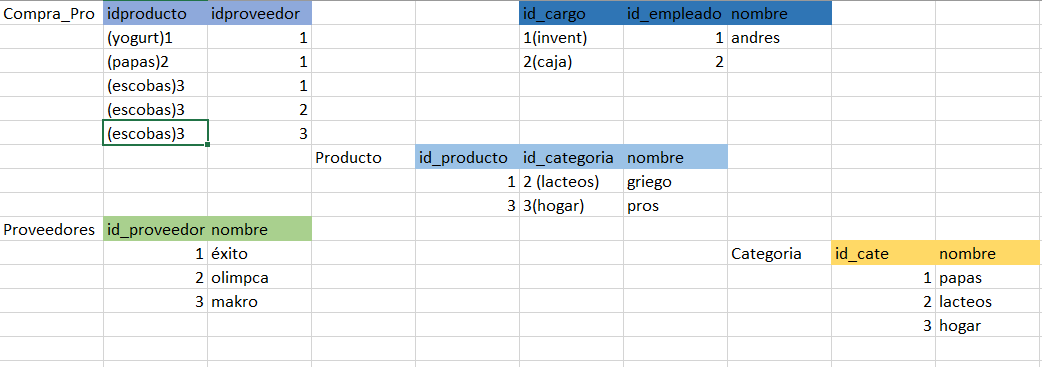 Compra_Pro idproducto idproveedor id_cargo id_empleado nombre
(yogurt)1 1 1(invent) 1 andres
(papas)2 1 2(caja) 2
(escobas)3 1
(escobas)3 2
(escobas)3 3
Producto id_producto id_categoria nombre
1 2 (lacteos) griego
3 3(hogar) pros
Proveedores id_proveedor nombre
1 éxito Categoria id_cate nombre
2 olimpca 1 papas
3 makro 2 lacteos
3 hogar